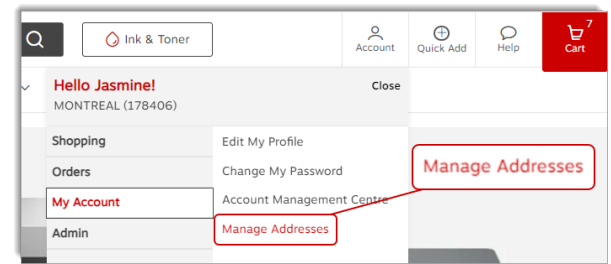 Ink & Toner
Account
Quick Add
Help
7
Cart
Hello Jasmine!
Close
MONTREAL (178406)
Shopping
Edit My Profile
Orders
Change My Password
Manage Addresses
My Account
Account Management Centre
Admin
Manage Addresses